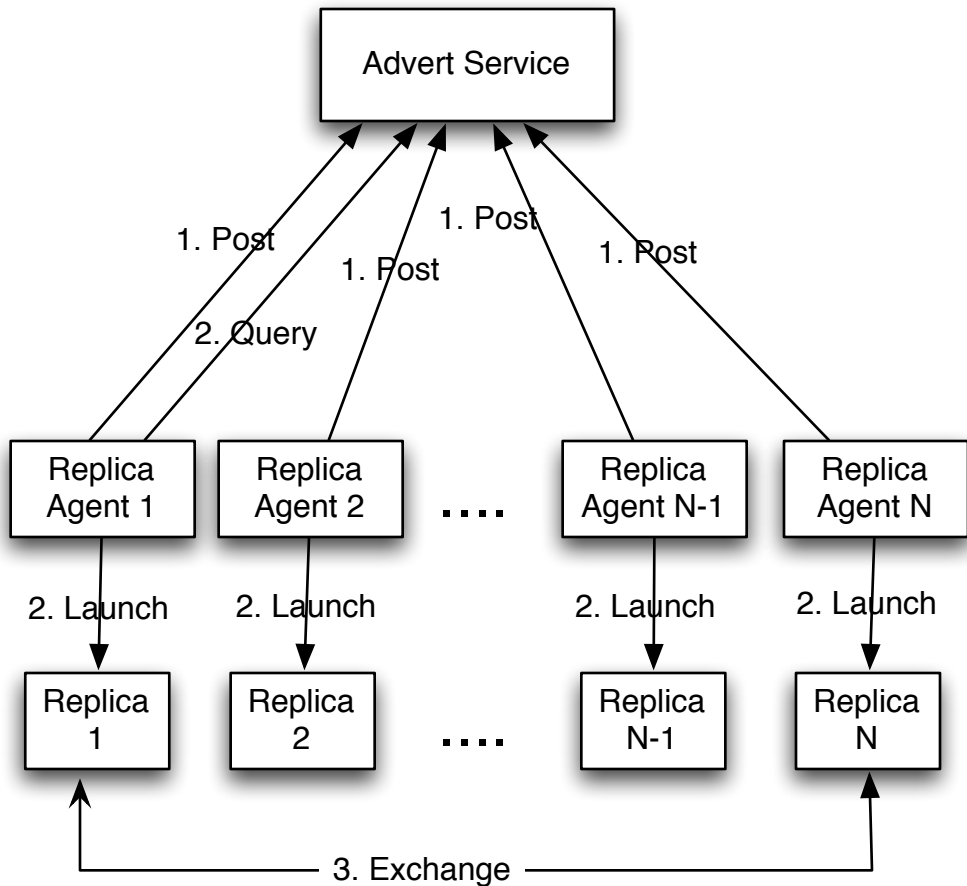 Advert Service
1. Post
1. Post
1. Post
1. Post
2. Query
Replica
Agent 1
Replica
Agent 2
....
Replica
Agent N-1
Replica
Agent N
2. Launch
2. Launch
2. Launch
2. Launch
Replica
1
Replica
2
....
Replica
N-1
Replica
N
3. Exchange